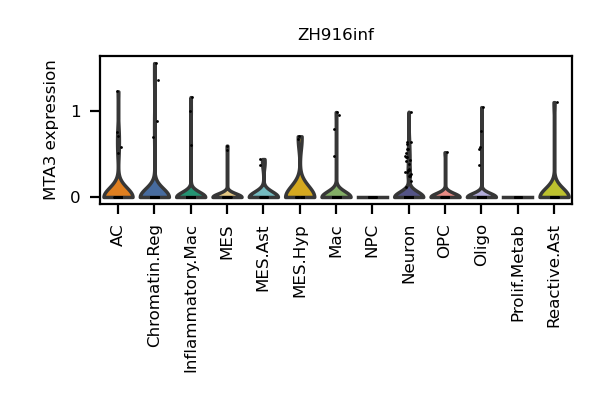 ZH916inf
MTA3 expression
1
0
AC
Chromatin.Reg
Inflammatory.Mac
MES
MES.Ast
MES.Hyp
Mac
NPC
Neuron
OPC
Oligo
Prolif.Metab
Reactive.Ast